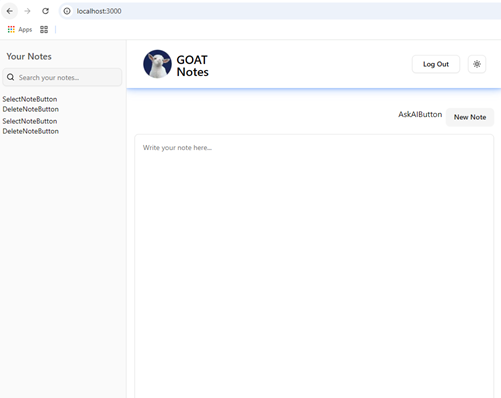 localhost:3000
Apps
Your Notes
Search your notes...
SelectNoteButton
DeleteNoteButton
SelectNoteButton
DeleteNoteButton
GOAT
Notes
Log Out
AskAIButton
New Note
Write your note here...